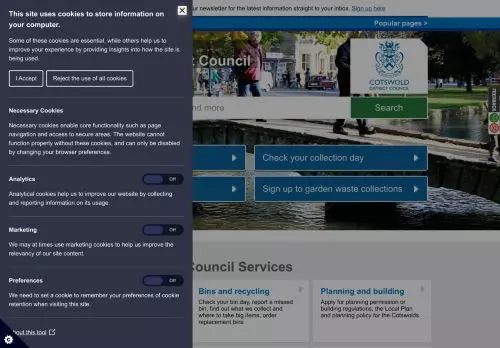 This site uses cookies to store information on your computer.
ur newsletter for the latest information straight to your inbox. Sign up here
Popular pages >
Some of these cookies are essential, while others help us to improve your experience by providing insights into how the site is being used.
I Accept
Reject the use of all cookies
t Council
COTSWOLD
DISTRICT COUNCIL
nd more
Search
Necessary Cookies
Necessary cookies enable core functionality such as page navigation and access to secure areas. The website cannot function properly without these cookies, and can only be disabled by changing your browser preferences.
Check your collection day
Sign up to garden waste collections
Analytics
Off
Analytical cookies help us to improve our website by collecting and reporting information on its usage.
Marketing
Off
We may at times use marketing cookies to help us improve the relevancy of our site content.
Council Services
Preferences
Off
We need to set a cookie to remember your preferences of cookie retention when visiting this site.
Bins and recycling
Check your bin day, report a missed bin, find out what we collect and where to take big items, order replacement bins
Planning and building
Apply for planning permission or building regulations, the Local Plan and planning policy for the Cotswolds
About this tool